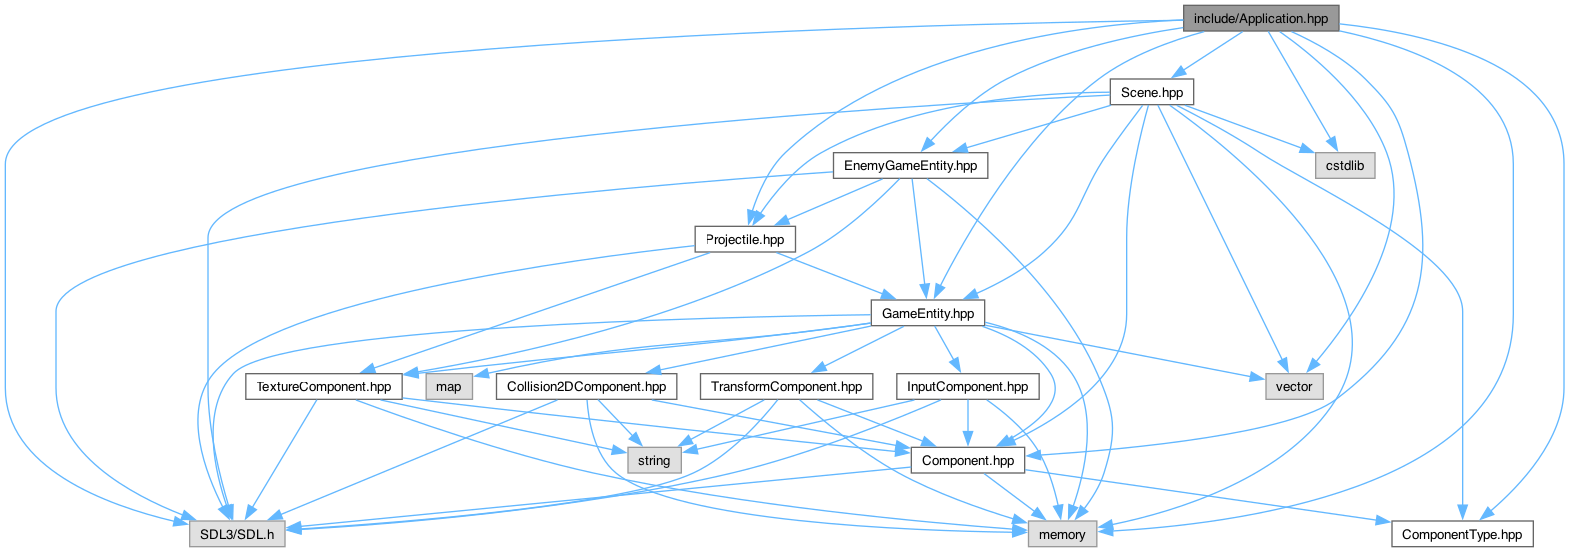 include/Application.hpp
Scene.hpp
EnemyGameEntity.hpp
cstdlib
Projectile.hpp
GameEntity.hpp
TextureComponent.hpp
map
Collision2DComponent.hpp
TransformComponent.hpp
InputComponent.hpp
vector
string
Component.hpp
SDL3/SDL.h
memory
ComponentType.hpp